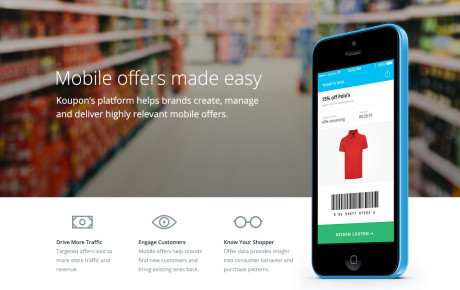 Mobile offers made easy
Koupon's platform helps brands create, manage
and deliver highly relevant mobile offers.
TODAY'S DEAL
15% off Polo's
REDEEM COUPON
Drive More Traffic
Targeted offers lead to
more store traffic and
revenue.
Engage Customers
Mobile offers help brands
find new customers and
bring existing ones back.
Know Your Shopper
Offer data provides insight
into consumer behavior and
purchase patterns.